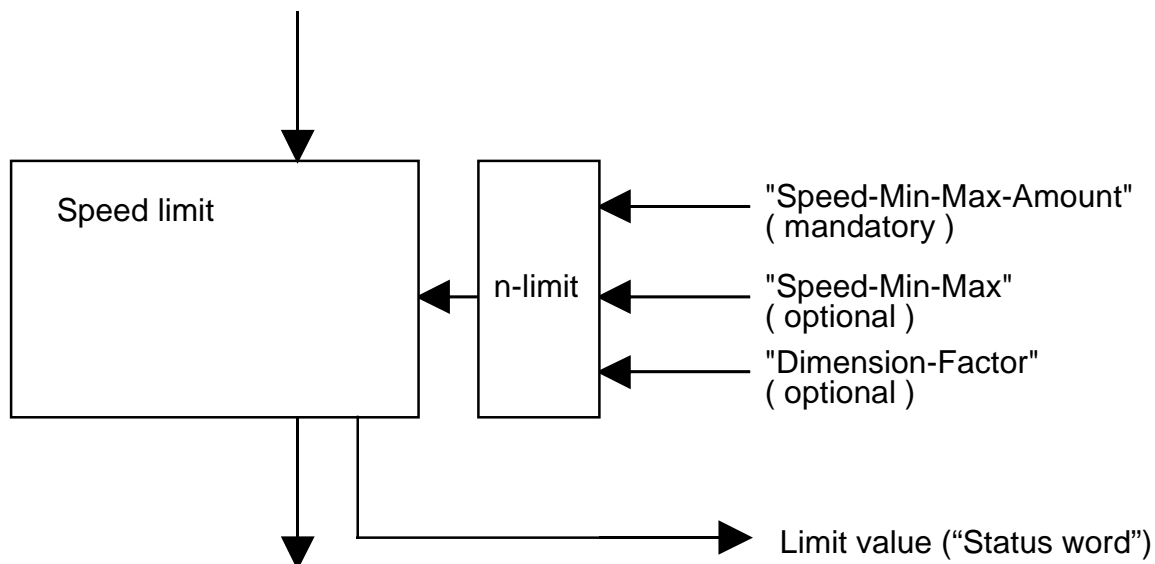 Speed limit
n-limit
"Speed-Min-Max-Amount"
( mandatory )
"Speed-Min-Max"
( optional )
"Dimension-Factor"
( optional )
Limit value (“Status word”)